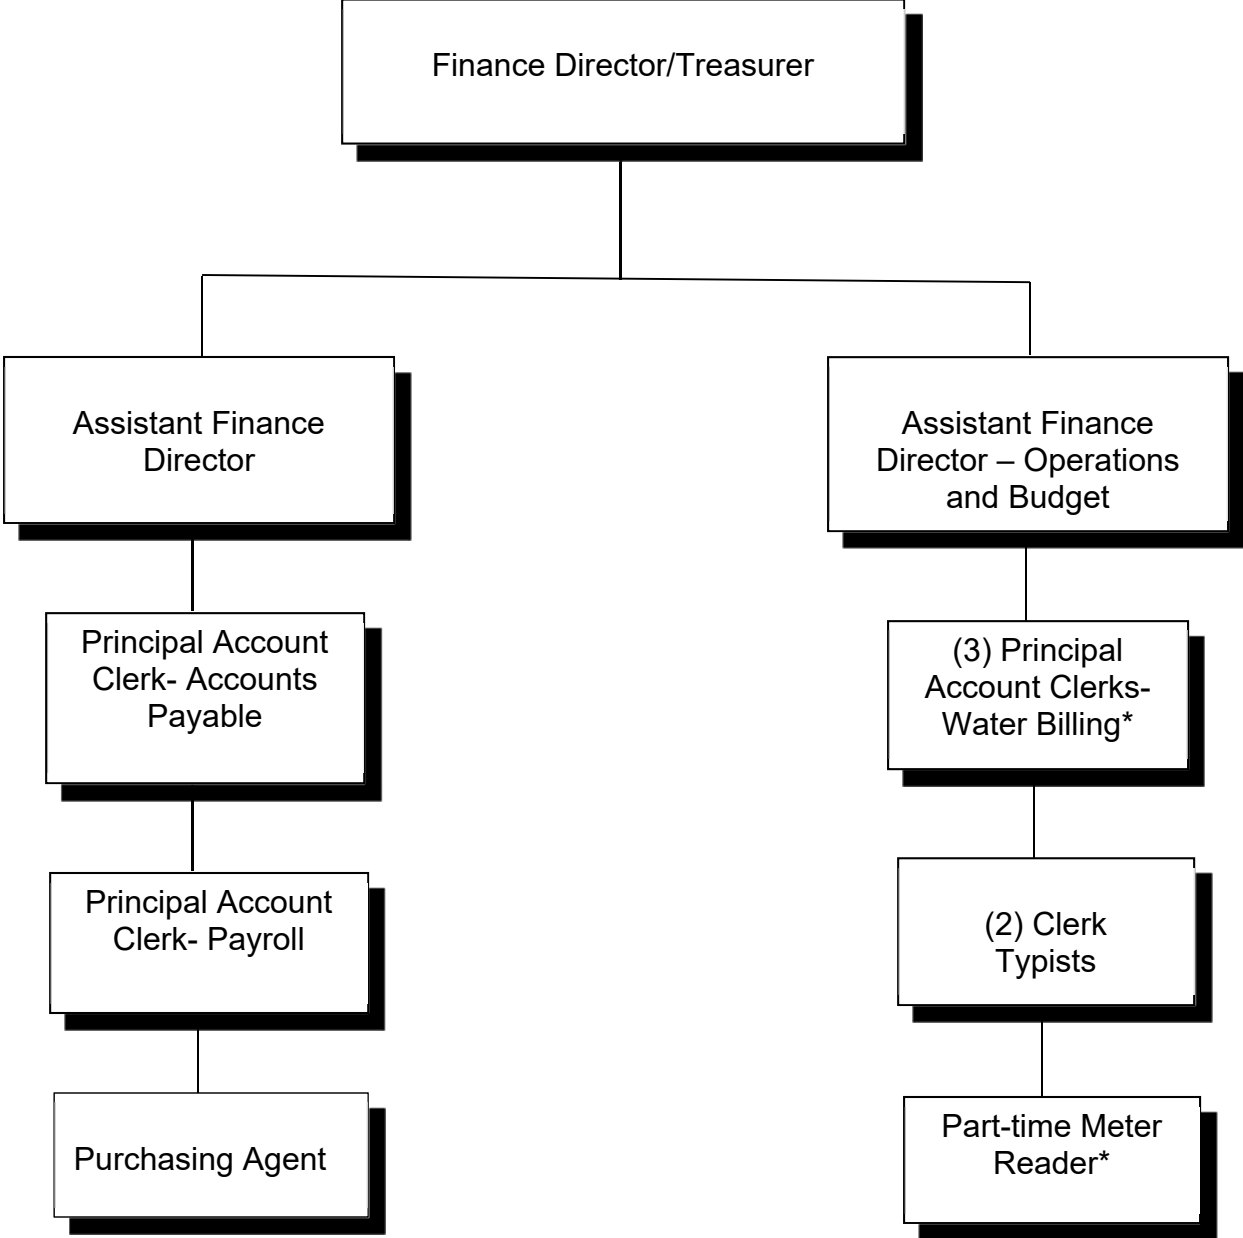 Finance Director/Treasurer
Assistant Finance
Director
Assistant Finance
Director – Operations
and Budget
Principal Account
Clerk- Accounts
Payable
(3) Principal
Account Clerks-
Water Billing*
Principal Account
Clerk- Payroll
(2) Clerk
Typists
Purchasing Agent
Part-time Meter
Reader*